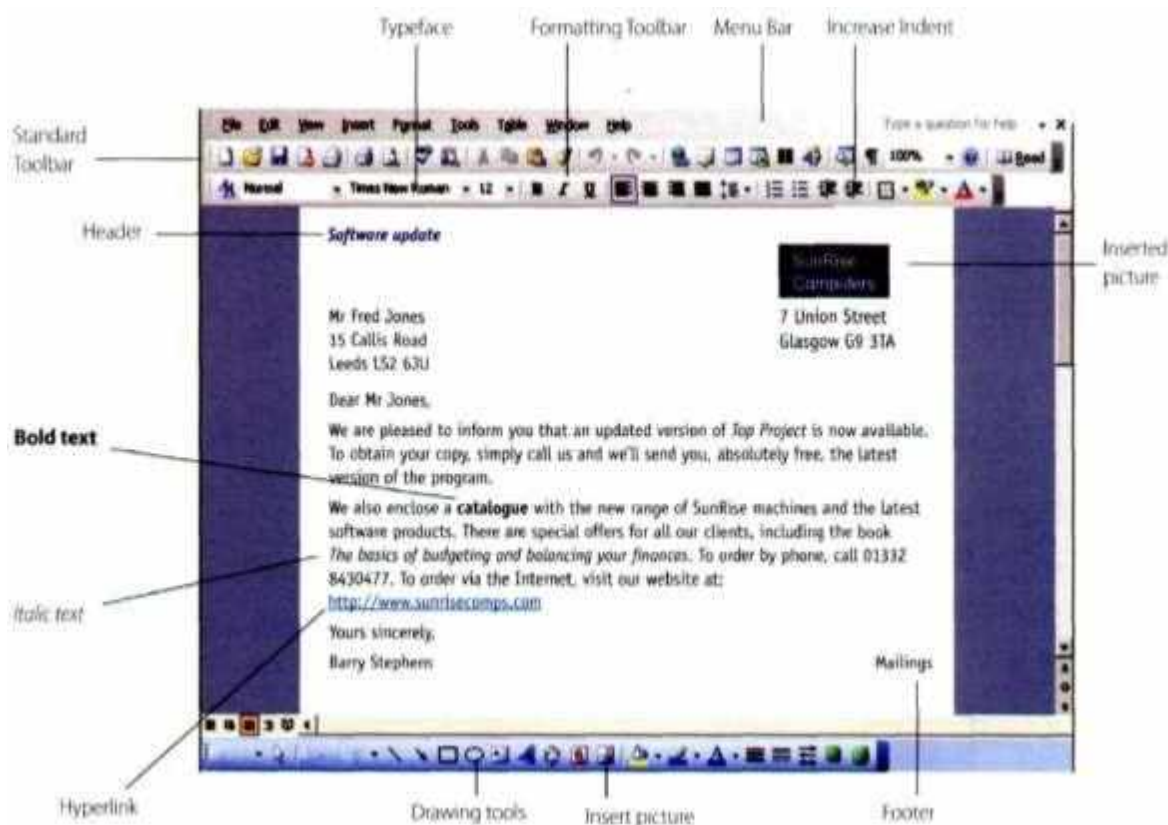 Typeface Formatting Toolbar Menu Bar Increase Indent
Standard
Toolbar
File Edit View Insert Format Tools Table Window Help Type a question for help
100% Read
Normal Times New Roman 12 B I U
Header
Software update
SunRise
Computers
Inserted
picture
Mr Fred Jones
15 Callis Road
Leeds LS2 63U
7 Union Street
Glasgow G9 3TA
Dear Mr Jones,
Bold text
We are pleased to inform you that an updated version of Top Project is now available.
To obtain your copy, simply call us and we'll send you, absolutely free, the latest
version of the program.
We also enclose a catalogue with the new range of SunRise machines and the latest
software products. There are special offers for all our clients, including the book
The basics of budgeting and balancing your finances. To order by phone, call 01332
8430477. To order via the Internet, visit our website at:
http://www.sunrisecomps.com
Italic text
Yours sincerely,
Barry Stephens
Mailings
Hyperlink Drawing tools Insert picture Footer